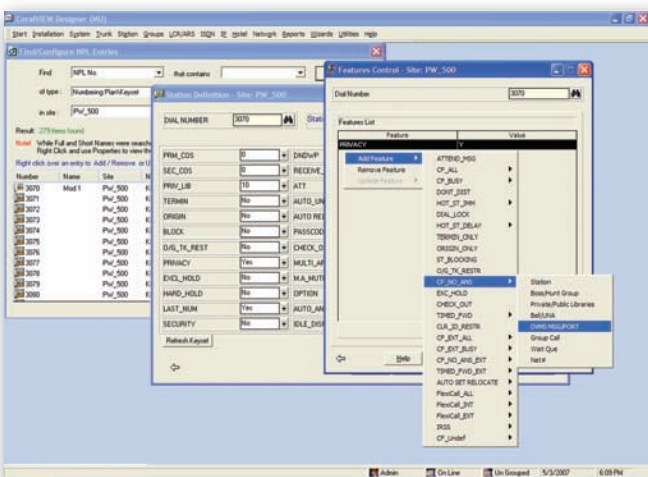 CoralVIEW Designer (MU)
Start Installation System Trunk Station Groups LCR/ARS ISDN IP Hotel Network Reports Wizards Utilities Help
Find/Configure NPL Entries
Find NPL No. that contains
of type : Numbering Plan\Keyset
in site : PW_500
Result: 279 items found
Note! While Full and Short Names were search
Right Click and use Properties to view the
Right click over an entry to Add / Remove or U
Number Name Site
3070 Mod 1 PW_500
3071 PW_500
3072 PW_500
3073 PW_500
3074 PW_500
3075 PW_500
3076 PW_500
3077 PW_500
3078 PW_500
3079 PW_500
3080 PW_500
Station Definition - Site: PW_500
DIAL NUMBER 3070
PRM_COS 0 DNDWP
SEC_COS 0 RECEIVE_
PRIV_LIB 10 ATT
TERMIN No AUTO_UN
ORIGIN No AUTO REL
BLOCK No PASSCOD
O/G_TK_REST No CHECK_O
PRIVACY Yes MULTI_AP
EXCL_HOLD No M.A_MUTE
HARD_HOLD No OPTION
LAST_NUM Yes AUTO_AN
SECURITY No IDLE_DISP
Refresh Keyset
Features Control - Site: PW_500
Dial Number 3070
Features List
Feature Value
PRIVACY Y
Add Feature
Remove Feature
Update Feature
Help
ATTEND_MSG
CF_ALL
CF_BUSY
DONT_DIST
HOT_ST_IMM
DIAL_LOCK
HOT_ST_DELAY
TERMIN_ONLY
ORIGIN_ONLY
ST_BLOCKING
O/G_TK_RESTR
CF_NO_ANS
EXC_HOLD
CHECK_OUT
TIMED_FWD
CLR_ID_RESTR
CF_EXT_ALL
CF_EXT_BUSY
CF_NO_ANS_EXT
TIMED_FWD_EXT
AUTO SET RELOCATE
FlexiCall_ALL
FlexiCall_INT
FlexiCall_EXT
IRSS
CF_Undef
Station
Boss/Hunt Group
Private/Public Libraries
Bell/UNA
DVMS MSG/PORT
Group Call
Wait Que
Net#
Admin On Line Un Grouped 5/3/2007 6:09 PM